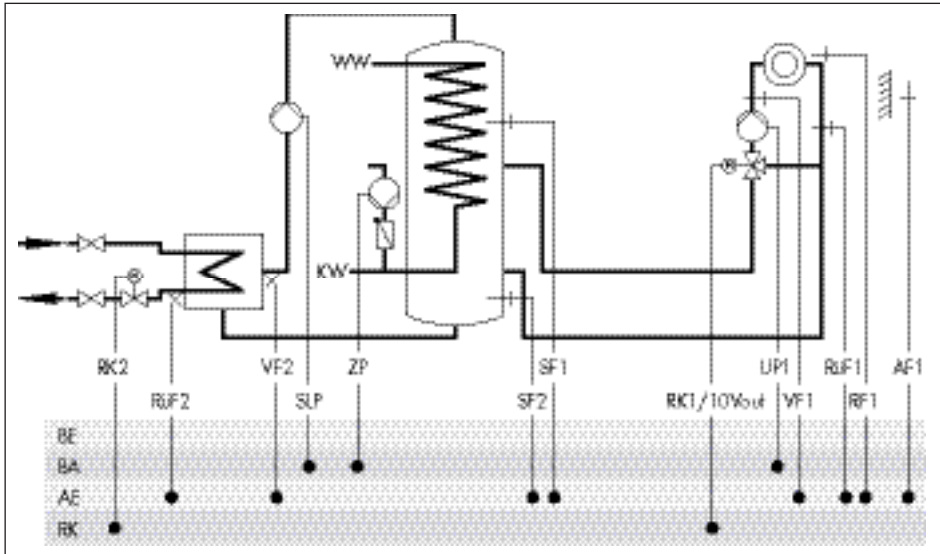 WW
KW
RK2 VF2 ZP SF1 UP1 RüF1 AF1
RüF2 SLP SF2 RK1/10Vout VF1 RF1
BE
BA
AE
RK